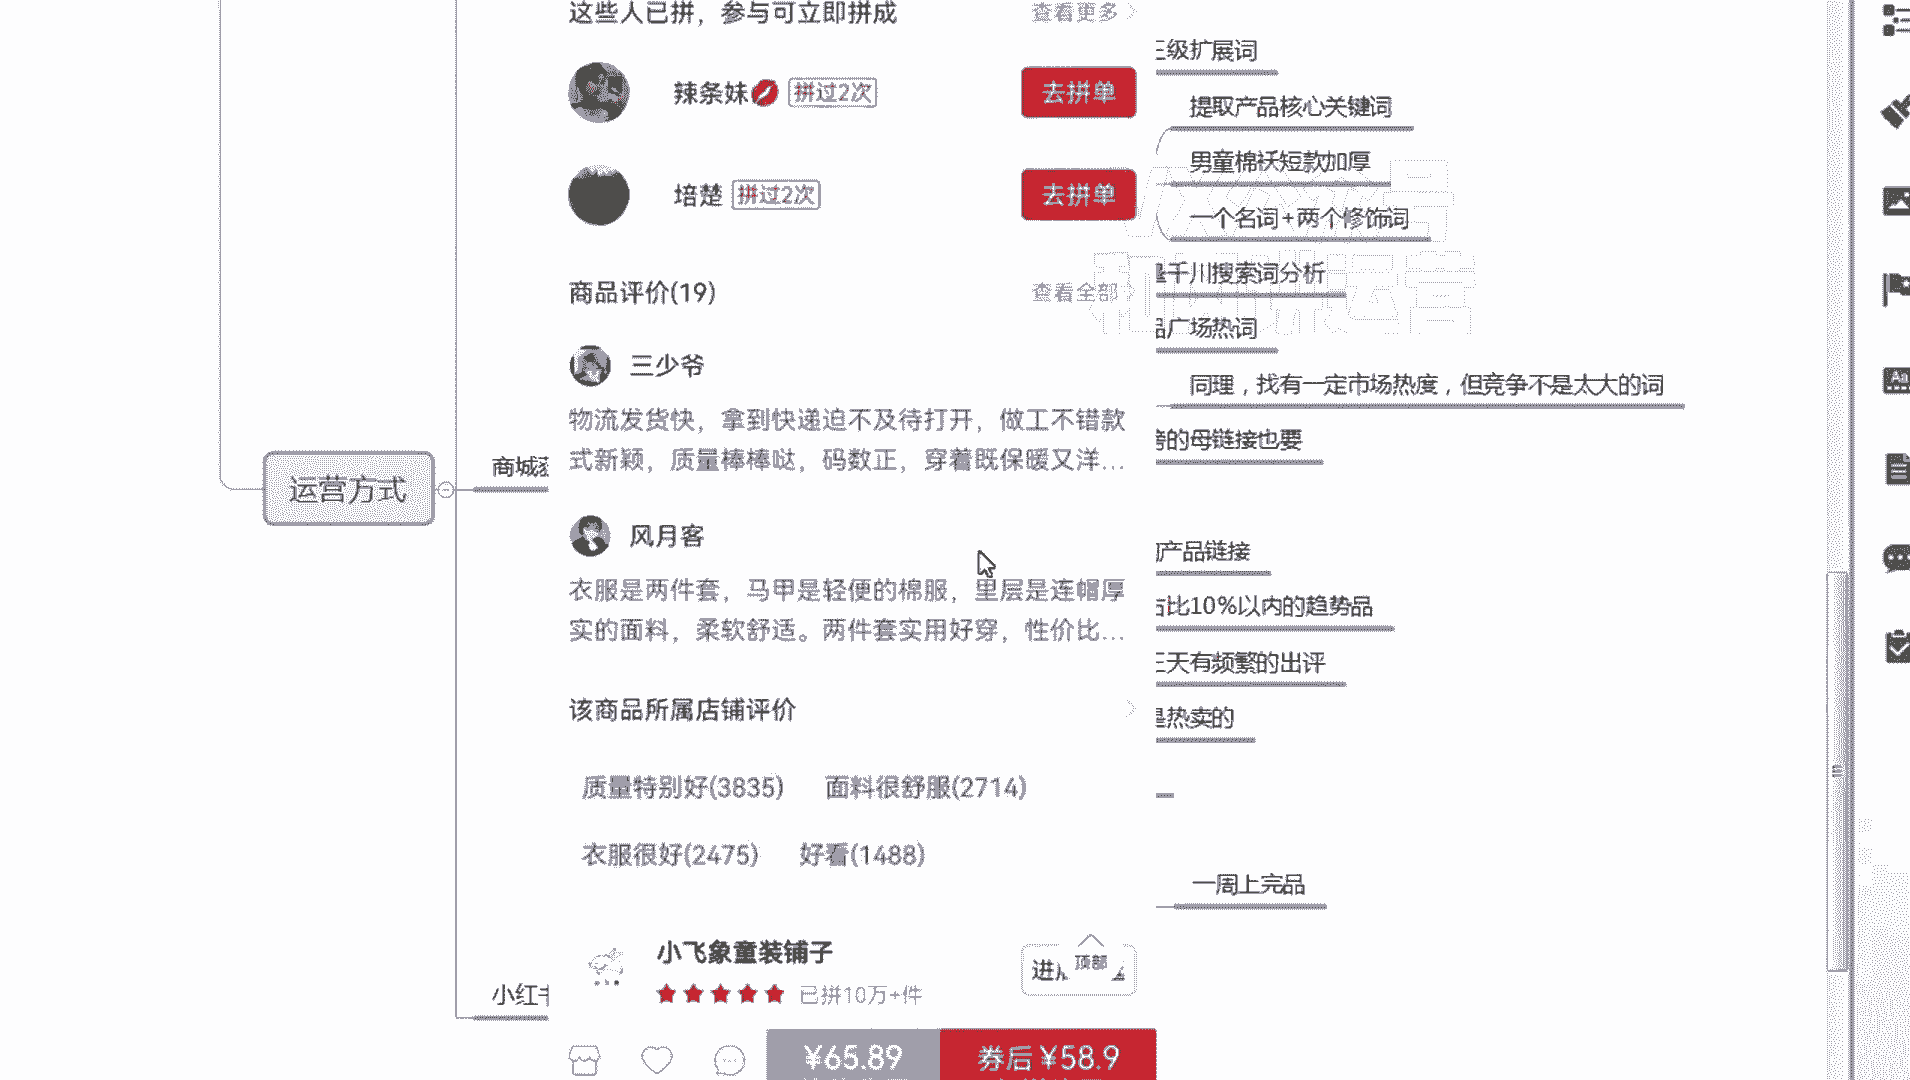 这些人已拼，参与可立即拼成
查看更多
辣条妹
拼过2次
去拼单
培楚
拼过2次
去拼单
商品评价(19)
查看全部
三少爷
物流发货快，拿到快递迫不及待打开，做工不错款
式新颖，质量棒棒哒，码数正，穿着既保暖又洋...
风月客
衣服是两件套，马甲是轻便的棉服，里层是连帽厚
实的面料，柔软舒适。两件套实用好穿，性价比...
该商品所属店铺评价
质量特别好(3835)
面料很舒服(2714)
衣服很好(2475)
好看(1488)
小飞象童装铺子
已拼10万+件
进
顶部
¥65.89
券后 ¥58.9
运营方式
商城
小红
级扩展词
提取产品核心关键词
男童棉袄短款加厚
一个名词+两个修饰词
千川搜索词分析
广场热词
同理，找有一定市场热度，但竞争不是太大的词
的母链接也要
产品链接
占比10%以内的趋势品
三天有频繁的出评
是热卖的
一周上完品
公众号
讲运营